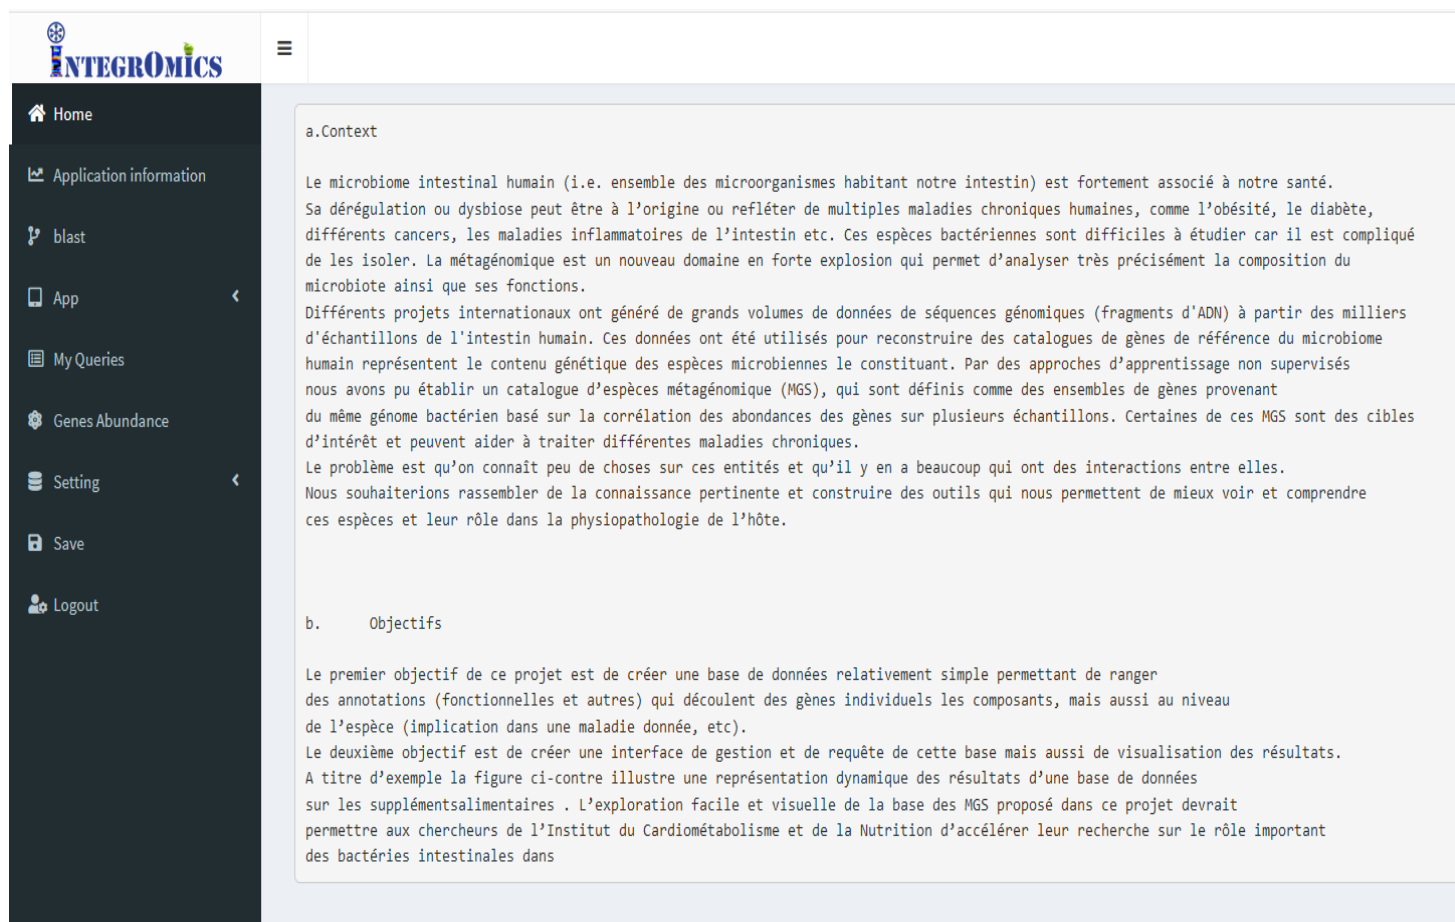 INTEGROMICS
Home
Application information
blast
App
My Queries
Genes Abundance
Setting
Save
Logout
a.Context
Le microbiome intestinal humain (i.e. ensemble des microorganismes habitant notre intestin) est fortement associé à notre santé.
Sa dérégulation ou dysbiose peut être à l’origine ou refléter de multiples maladies chroniques humaines, comme l’obésité, le diabète,
différents cancers, les maladies inflammatoires de l’intestin etc. Ces espèces bactériennes sont difficiles à étudier car il est compliqué
de les isoler. La métagénomique est un nouveau domaine en forte explosion qui permet d’analyser très précisément la composition du
microbiote ainsi que ses fonctions.
Différents projets internationaux ont généré de grands volumes de données de séquences génomiques (fragments d'ADN) à partir des milliers
d'échantillons de l'intestin humain. Ces données ont été utilisés pour reconstruire des catalogues de gènes de référence du microbiome
humain représentent le contenu génétique des espèces microbiennes le constituant. Par des approches d’apprentissage non supervisés
nous avons pu établir un catalogue d’espèces métagénomique (MGS), qui sont définis comme des ensembles de gènes provenant
du même génome bactérien basé sur la corrélation des abondances des gènes sur plusieurs échantillons. Certaines de ces MGS sont des cibles
d’intérêt et peuvent aider à traiter différentes maladies chroniques.
Le problème est qu’on connaît peu de choses sur ces entités et qu’il y en a beaucoup qui ont des interactions entre elles.
Nous souhaiterions rassembler de la connaissance pertinente et construire des outils qui nous permettent de mieux voir et comprendre
ces espèces et leur rôle dans la physiopathologie de l’hôte.
b. Objectifs
Le premier objectif de ce projet est de créer une base de données relativement simple permettant de ranger
des annotations (fonctionnelles et autres) qui découlent des gènes individuels les composants, mais aussi au niveau
de l’espèce (implication dans une maladie donnée, etc).
Le deuxième objectif est de créer une interface de gestion et de requête de cette base mais aussi de visualisation des résultats.
A titre d’exemple la figure ci-contre illustre une représentation dynamique des résultats d’une base de données
sur les supplémentsalimentaires . L’exploration facile et visuelle de la base des MGS proposé dans ce projet devrait
permettre aux chercheurs de l’Institut du Cardiométabolisme et de la Nutrition d’accélérer leur recherche sur le rôle important
des bactéries intestinales dans